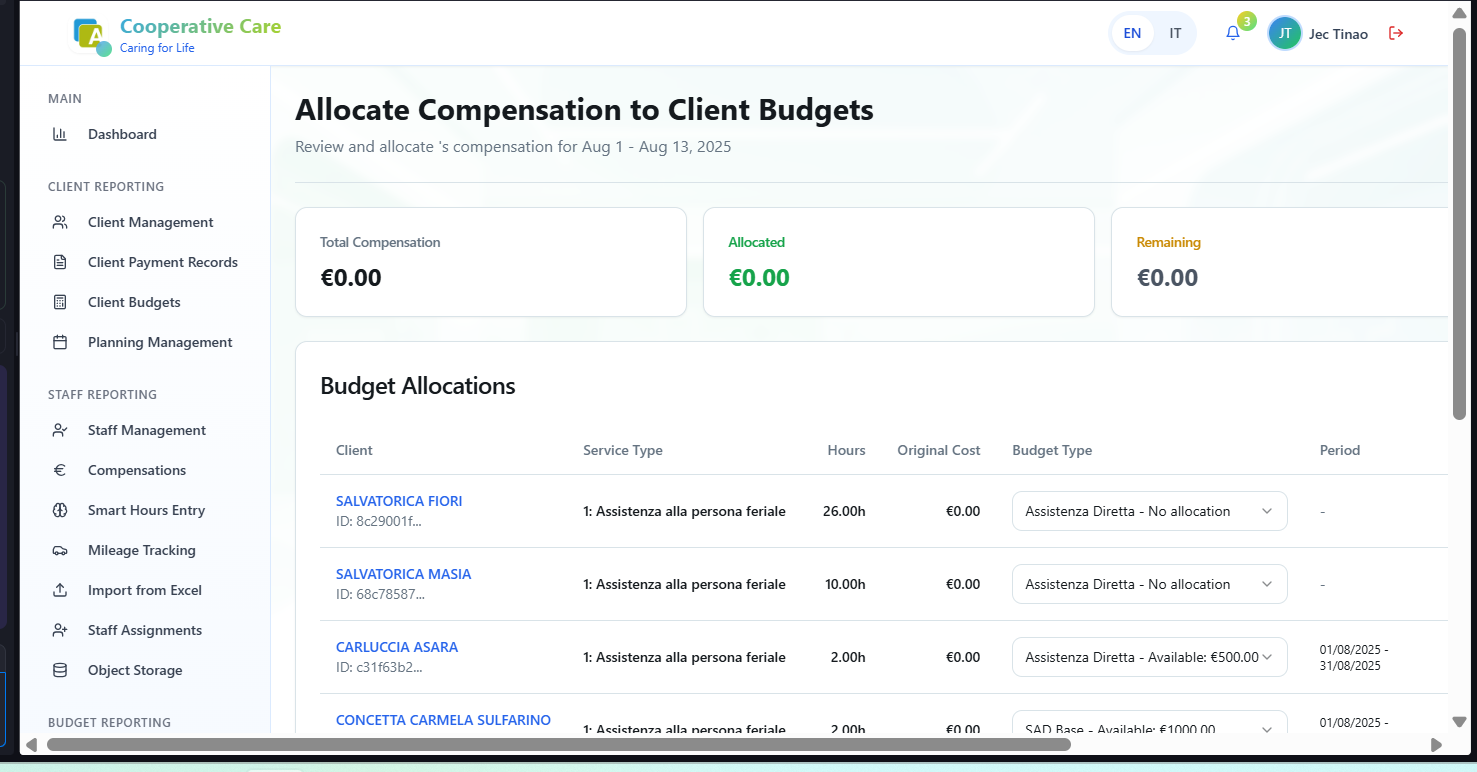 A
Cooperative Care
Caring for Life
EN IT
3
JT Jec Tinao
MAIN
Dashboard
CLIENT REPORTING
Client Management
Client Payment Records
Client Budgets
Planning Management
STAFF REPORTING
Staff Management
Compensations
Smart Hours Entry
Mileage Tracking
Import from Excel
Staff Assignments
Object Storage
BUDGET REPORTING
Allocate Compensation to Client Budgets
Review and allocate 's compensation for Aug 1 - Aug 13, 2025
Total Compensation
€0.00
Allocated
€0.00
Remaining
€0.00
Budget Allocations
Client Service Type Hours Original Cost Budget Type Period
SALVATORICA FIORI
ID: 8c29001f...
1: Assistenza alla persona feriale 26.00h €0.00 Assistenza Diretta - No allocation -
SALVATORICA MASIA
ID: 68c78587...
1: Assistenza alla persona feriale 10.00h €0.00 Assistenza Diretta - No allocation -
CARLUCCIA ASARA
ID: c31f63b2...
1: Assistenza alla persona feriale 2.00h €0.00 Assistenza Diretta - Available: €500.00 01/08/2025 -
31/08/2025
CONCETTA CARMELA SULFARINO
1: Assistenza alla persona feriale 2.00h €0.00 SAD Base - Available: €1000.00 01/08/2025 -